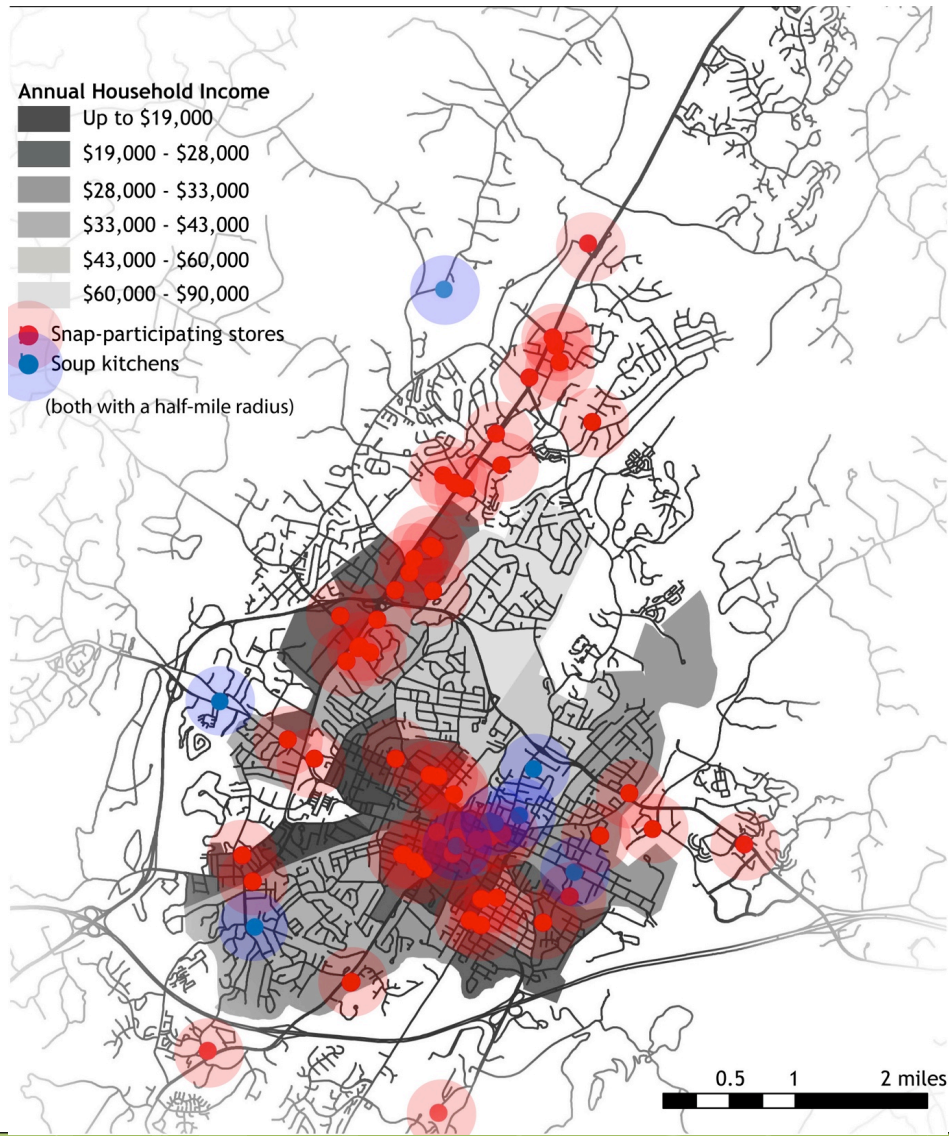 Annual Household Income
Up to $19,000
$19,000 - $28,000
$28,000 - $33,000
$33,000 - $43,000
$43,000 - $60,000
$60,000 - $90,000
Snap-participating stores
Soup kitchens
(both with a half-mile radius)
0.5 1 2 miles